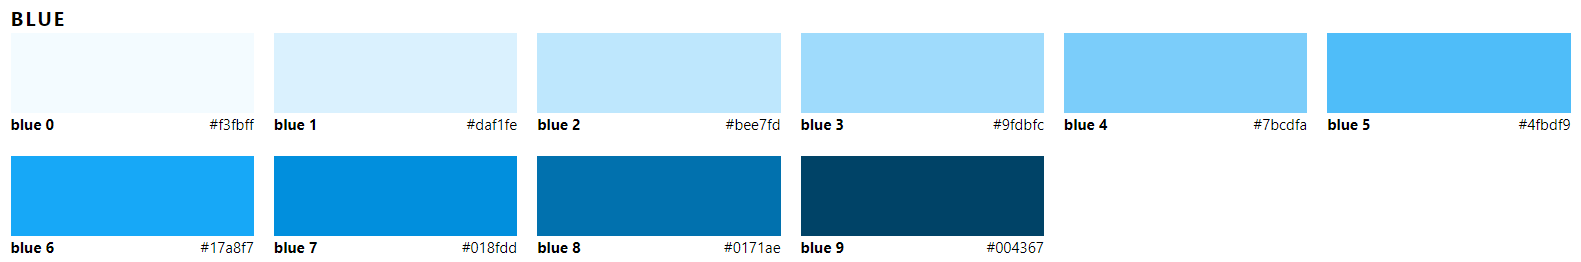 BLUE
blue 0 #f3fbff blue 1 #daf1fe blue 2 #bee7fd blue 3 #9fdbfc blue 4 #7bcdfa blue 5 #4fbdf9
blue 6 #17a8f7 blue 7 #018fdd blue 8 #0171ae blue 9 #004367